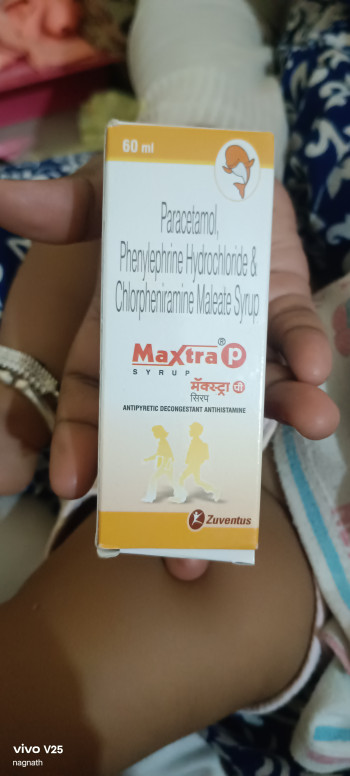 60 ml
Paracetamol,
Phenylephrine Hydrochloride &
Chlorpheniramine Maleate Syrup
Maxtra® P
SYRUP
मॅक्स्ट्रा पी
सिरप
ANTIPYRETIC DECONGESTANT ANTIHISTAMINE
Zuventus
vivo V25
nagnath